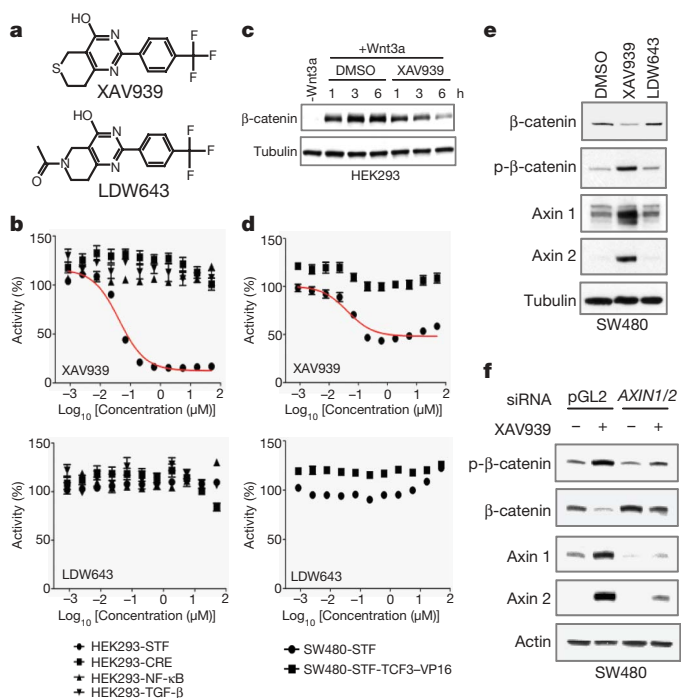 a
HO
N
S
N
F
F
F
XAV939
HO
N
N
N
O
F
F
F
LDW643
b
150
100
50
0
Activity (%)
XAV939
−3 −2 −1 0 1 2
Log10 [Concentration (μM)]
150
100
50
0
Activity (%)
LDW643
−3 −2 −1 0 1 2
Log10 [Concentration (μM)]
HEK293-STF
HEK293-CRE
HEK293-NF-κB
HEK293-TGF-β
c
+Wnt3a
-Wnt3a DMSO XAV939
1 3 6 1 3 6 h
β-catenin
Tubulin
HEK293
d
150
100
50
0
Activity (%)
XAV939
−3 −2 −1 0 1 2
Log10 [Concentration (μM)]
150
100
50
0
Activity (%)
LDW643
−3 −2 −1 0 1 2
Log10 [Concentration (μM)]
SW480-STF
SW480-STF-TCF3–VP16
e
DMSO XAV939 LDW643
β-catenin
p-β-catenin
Axin 1
Axin 2
Tubulin
SW480
f
siRNA pGL2 AXIN1/2
XAV939 − + − +
p-β-catenin
β-catenin
Axin 1
Axin 2
Actin
SW480